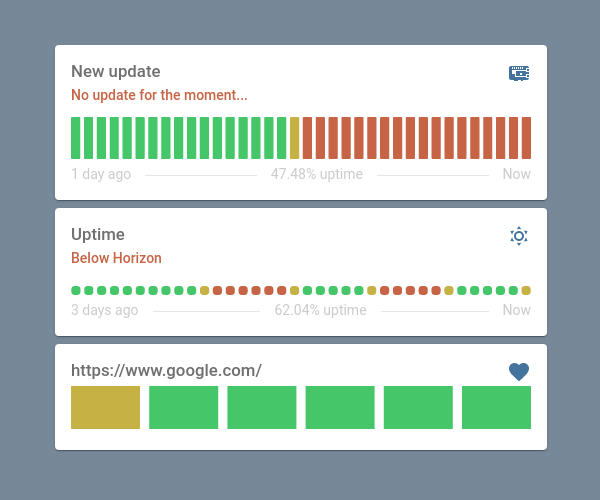 New update
No update for the moment...
1 day ago 47.48% uptime Now
Uptime
Below Horizon
3 days ago 62.04% uptime Now
https://www.google.com/